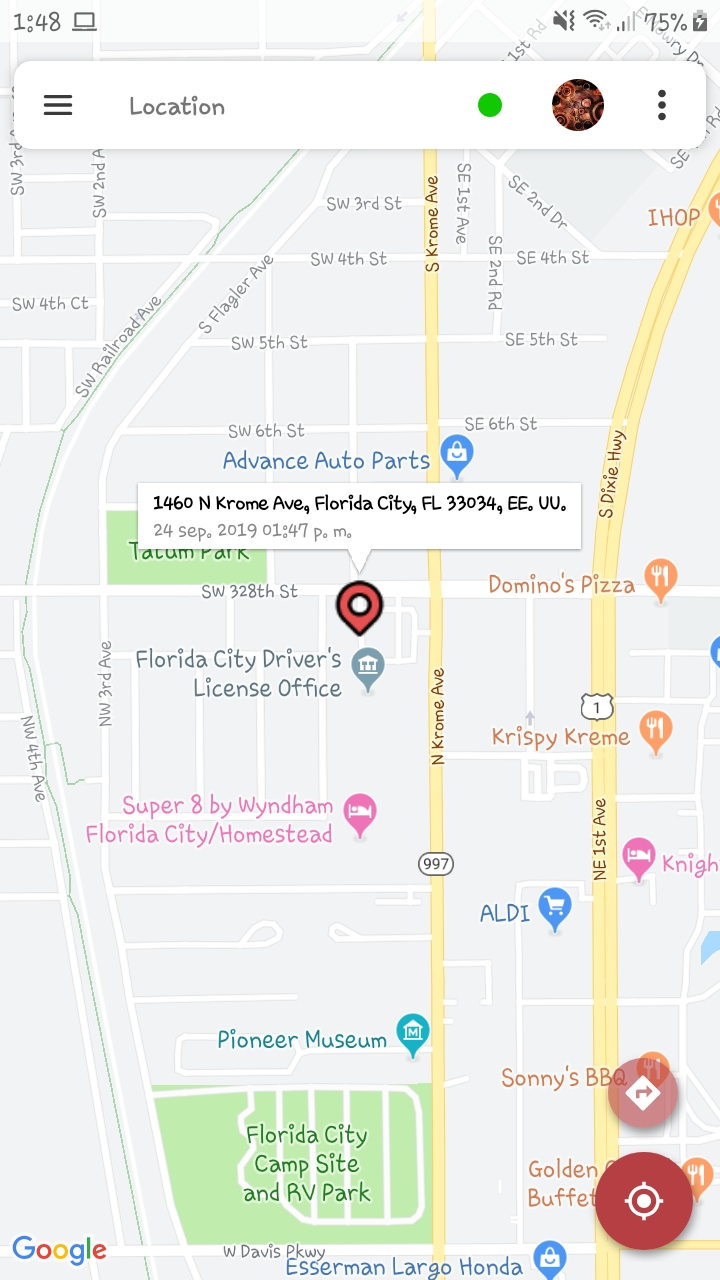 1:48
75%
1st Rd
E Newry Dr
Location
SW 3rd
SW 2nd A
SE
Rd
SW 3rd St
S Krome Ave
SE 1st Ave
SE 2nd Dr
IHOP
SW 4th St
SE 4th St
SE 2nd Rd
S Flagler Ave
SW 4th Ct
SW Railroad Ave
SW 5th St
SE 5th St
SW 6th St
SE 6th St
Advance Auto Parts
S Dixie Hwy
1460 N Krome Ave, Florida City, FL 33034, EE. UU.
24 sep. 2019 01:47 p. m.
Tatum Park
SW 328th St
Domino's Pizza
Florida City Driver's
License Office
NW 3rd Ave
N Krome Ave
1
NW 4th Ave
Krispy Kreme
Super 8 by Wyndham
Florida City/Homestead
NE 1st Ave
997
Knigh
ALDI
Pioneer Museum
Sonny's BBQ
Florida City
Camp Site
and RV Park
Golden
Buffet
Google
W Davis Pkwy
Esserman Largo Honda